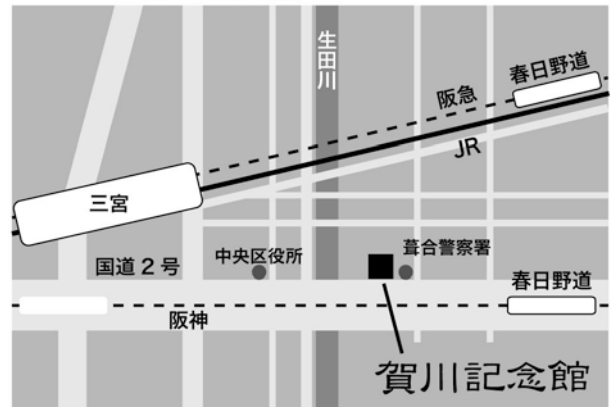 生田川
春日野道
阪急
JR
三宮
葺合警察署
中央区役所
国道2号
春日野道
阪神
賀川記念館